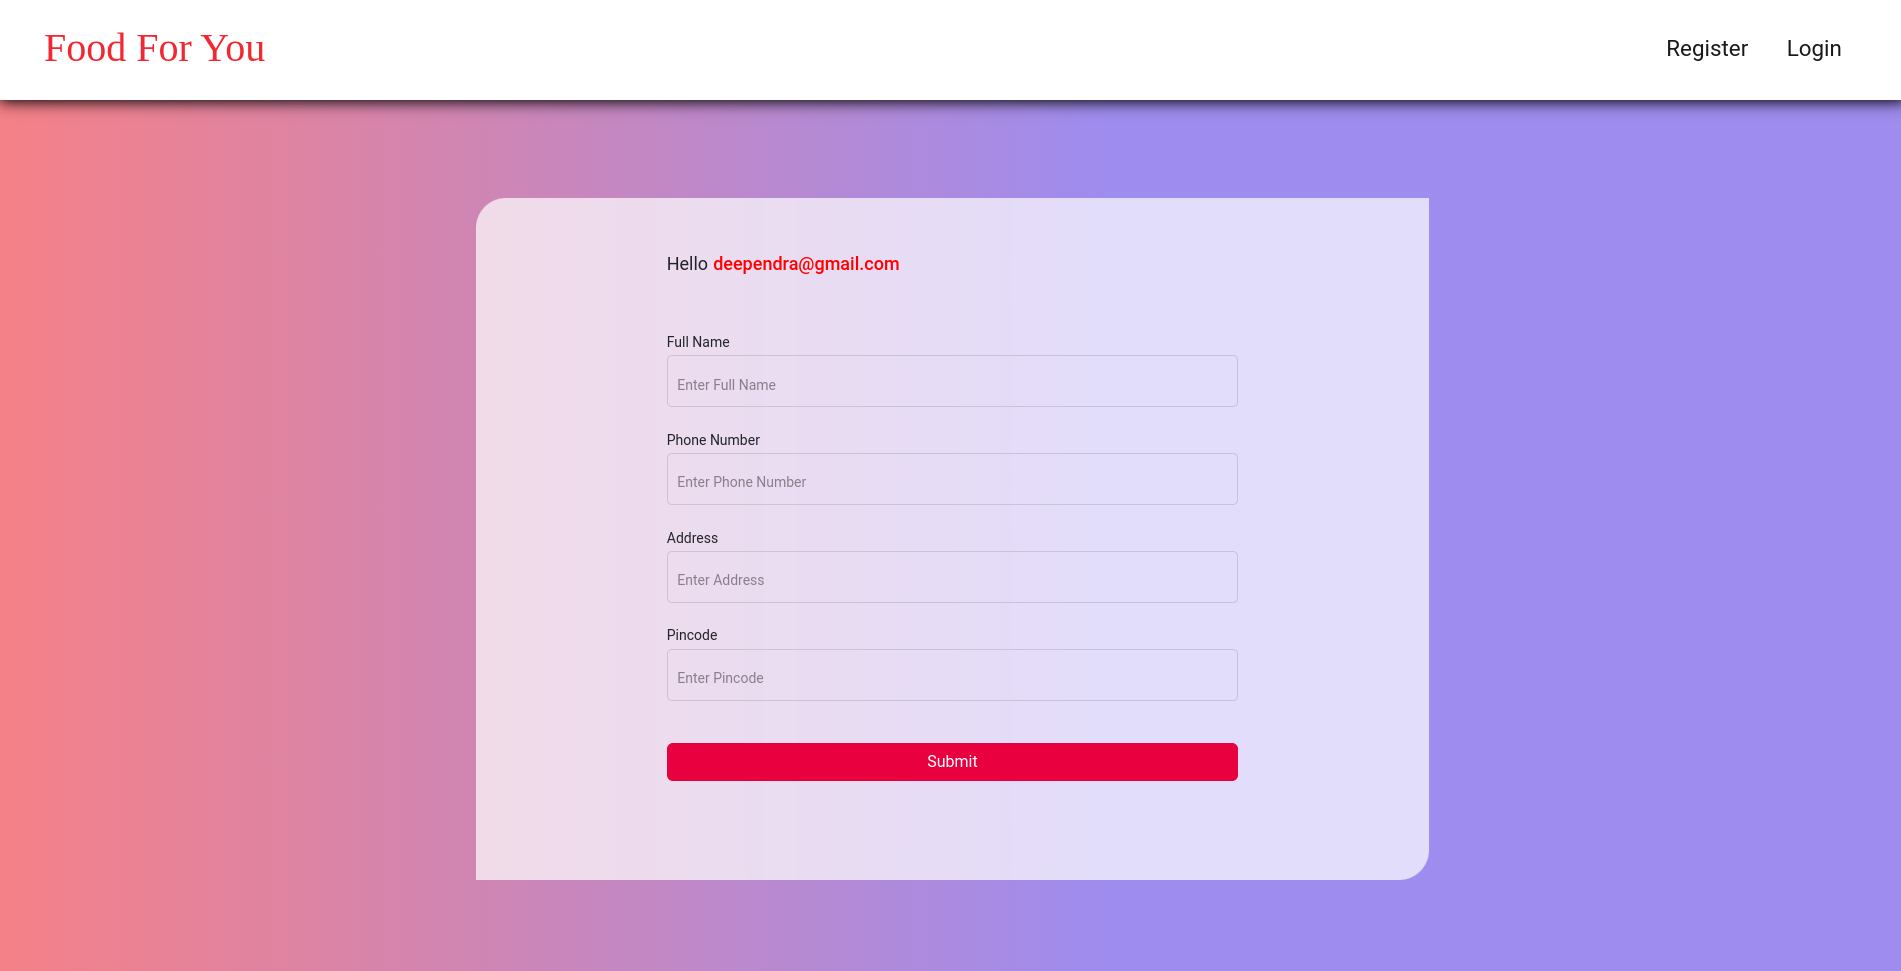 Food For You
Register Login
Hello deependra@gmail.com
Full Name
Enter Full Name
Phone Number
Enter Phone Number
Address
Enter Address
Pincode
Enter Pincode
Submit